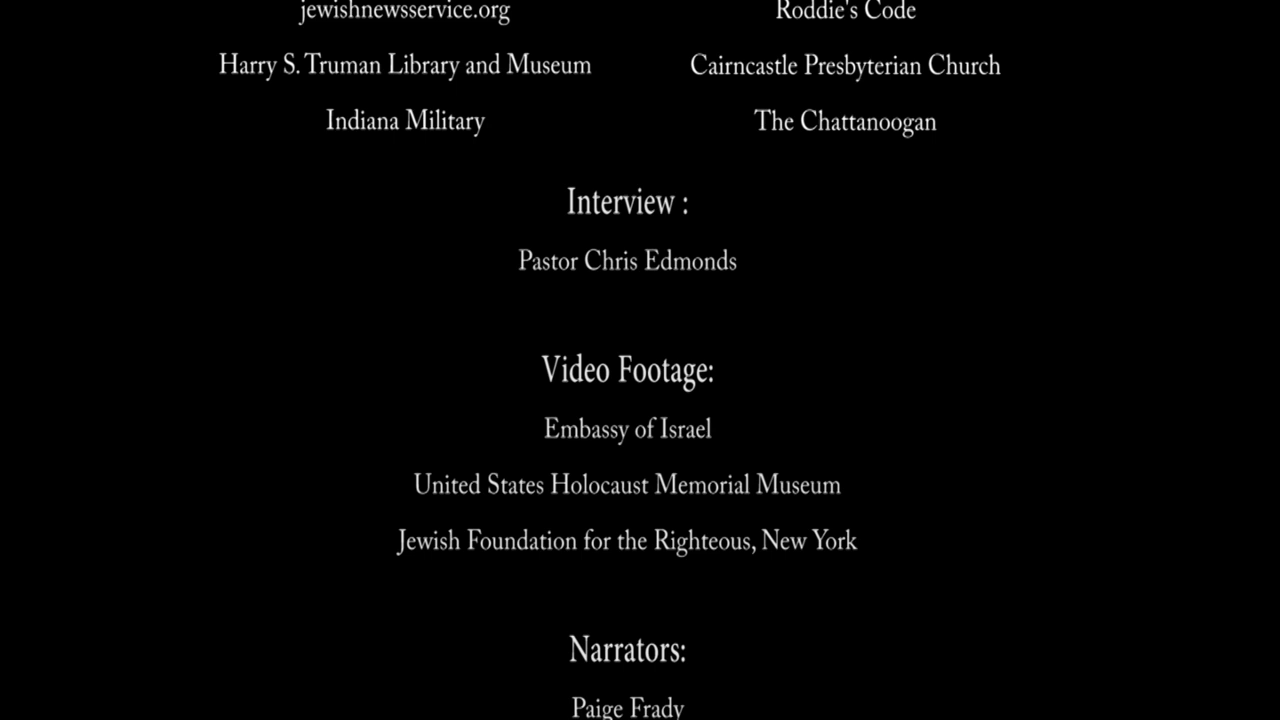 jewishnewsservice.org
Roddie's Code
Harry S. Truman Library and Museum
Cairncastle Presbyterian Church
Indiana Military
The Chattanoogan
Interview :
Pastor Chris Edmonds
Video Footage:
Embassy of Israel
United States Holocaust Memorial Museum
Jewish Foundation for the Righteous, New York
Narrators:
Paige Frady